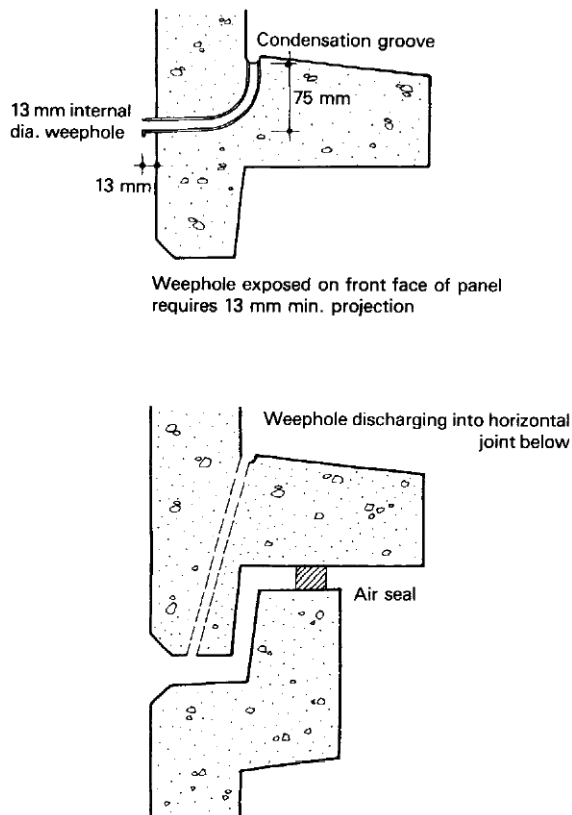 Condensation groove
75 mm
13 mm internal
dia. weephole
13 mm
Weephole exposed on front face of panel
requires 13 mm min. projection
Weephole discharging into horizontal
joint below
Air seal